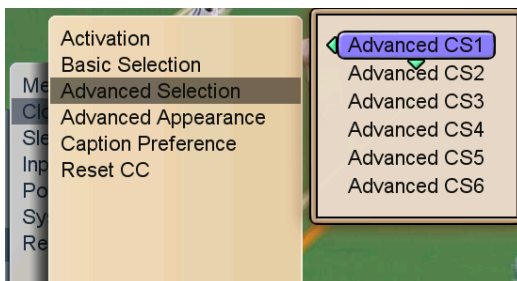 Activation
Basic Selection
Advanced Selection
Advanced Appearance
Caption Preference
Reset CC
Advanced CS1
Advanced CS2
Advanced CS3
Advanced CS4
Advanced CS5
Advanced CS6